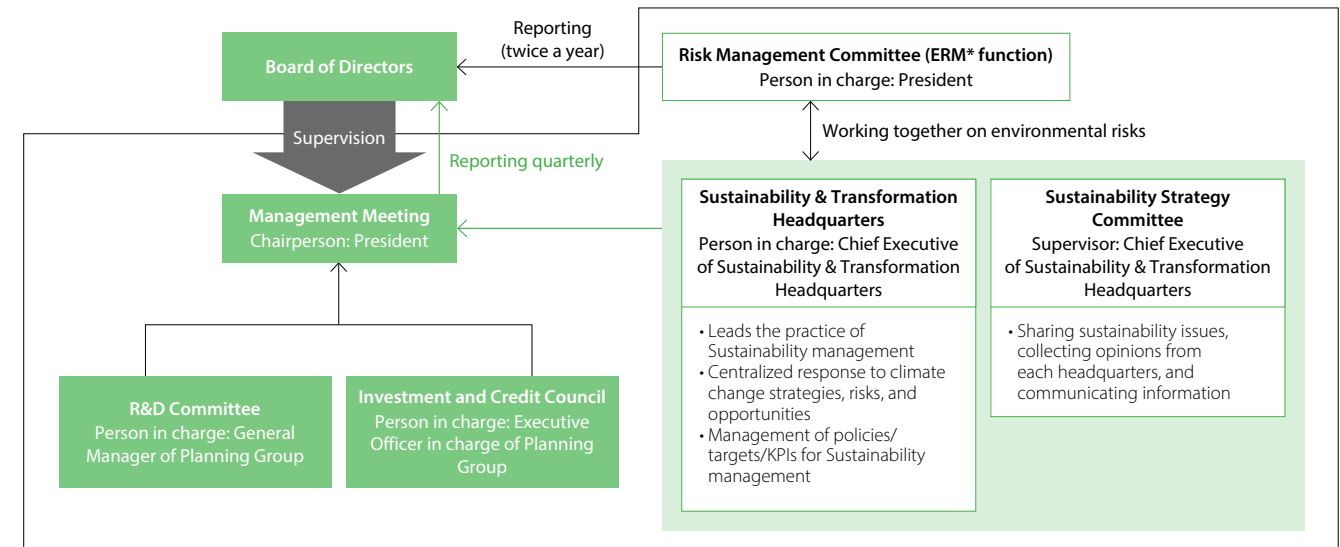 Board of Directors
Reporting
(twice a year)
Risk Management Committee (ERM* function)
Person in charge: President
Supervision
Reporting quarterly
Working together on environmental risks
Management Meeting
Chairperson: President
Sustainability & Transformation
Headquarters
Person in charge: Chief Executive
of Sustainability & Transformation
Headquarters
• Leads the practice of
Sustainability management
• Centralized response to climate
change strategies, risks, and
opportunities
• Management of policies/
targets/KPIs for Sustainability
management
Sustainability Strategy
Committee
Supervisor: Chief Executive
of Sustainability & Transformation
Headquarters
• Sharing sustainability issues,
collecting opinions from
each headquarters, and
communicating information
R&D Committee
Person in charge: General
Manager of Planning Group
Investment and Credit Council
Person in charge: Executive
Officer in charge of Planning
Group